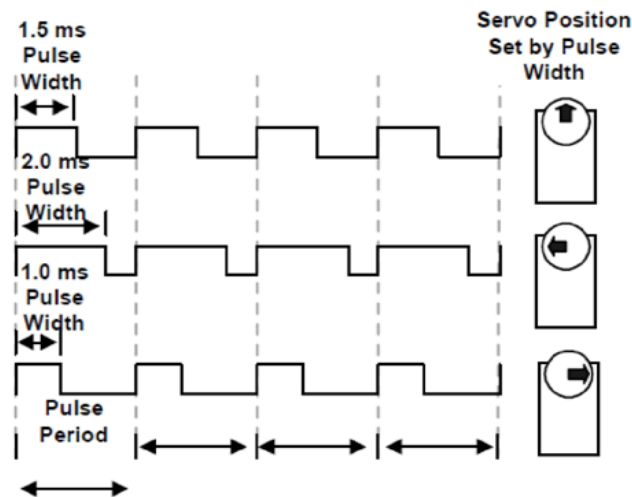 1.5 ms
Pulse
Width
Servo Position
Set by Pulse
Width
2.0 ms
Pulse
Width
1.0 ms
Pulse
Width
Pulse
Period